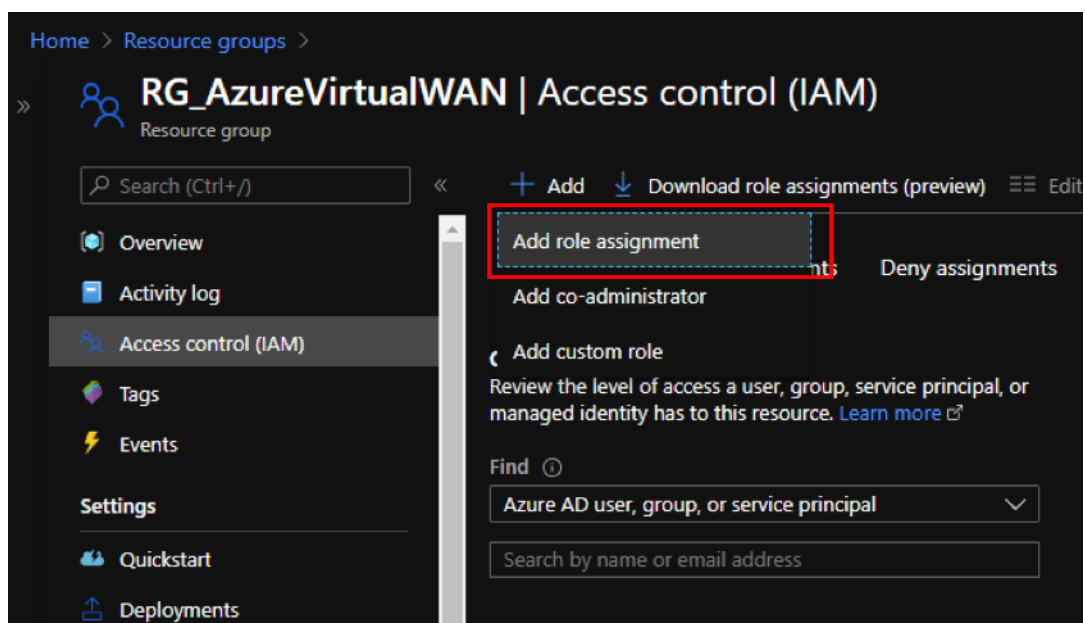 Home > Resource groups >
RG_AzureVirtualWAN | Access control (IAM)
Resource group
Search (Ctrl+/)
Add
Download role assignments (preview)
Edit
Add role assignment
nts
Deny assignments
Add co-administrator
Add custom role
Review the level of access a user, group, service principal, or
managed identity has to this resource. Learn more
Find
Azure AD user, group, or service principal
Search by name or email address
Overview
Activity log
Access control (IAM)
Tags
Events
Settings
Quickstart
Deployments